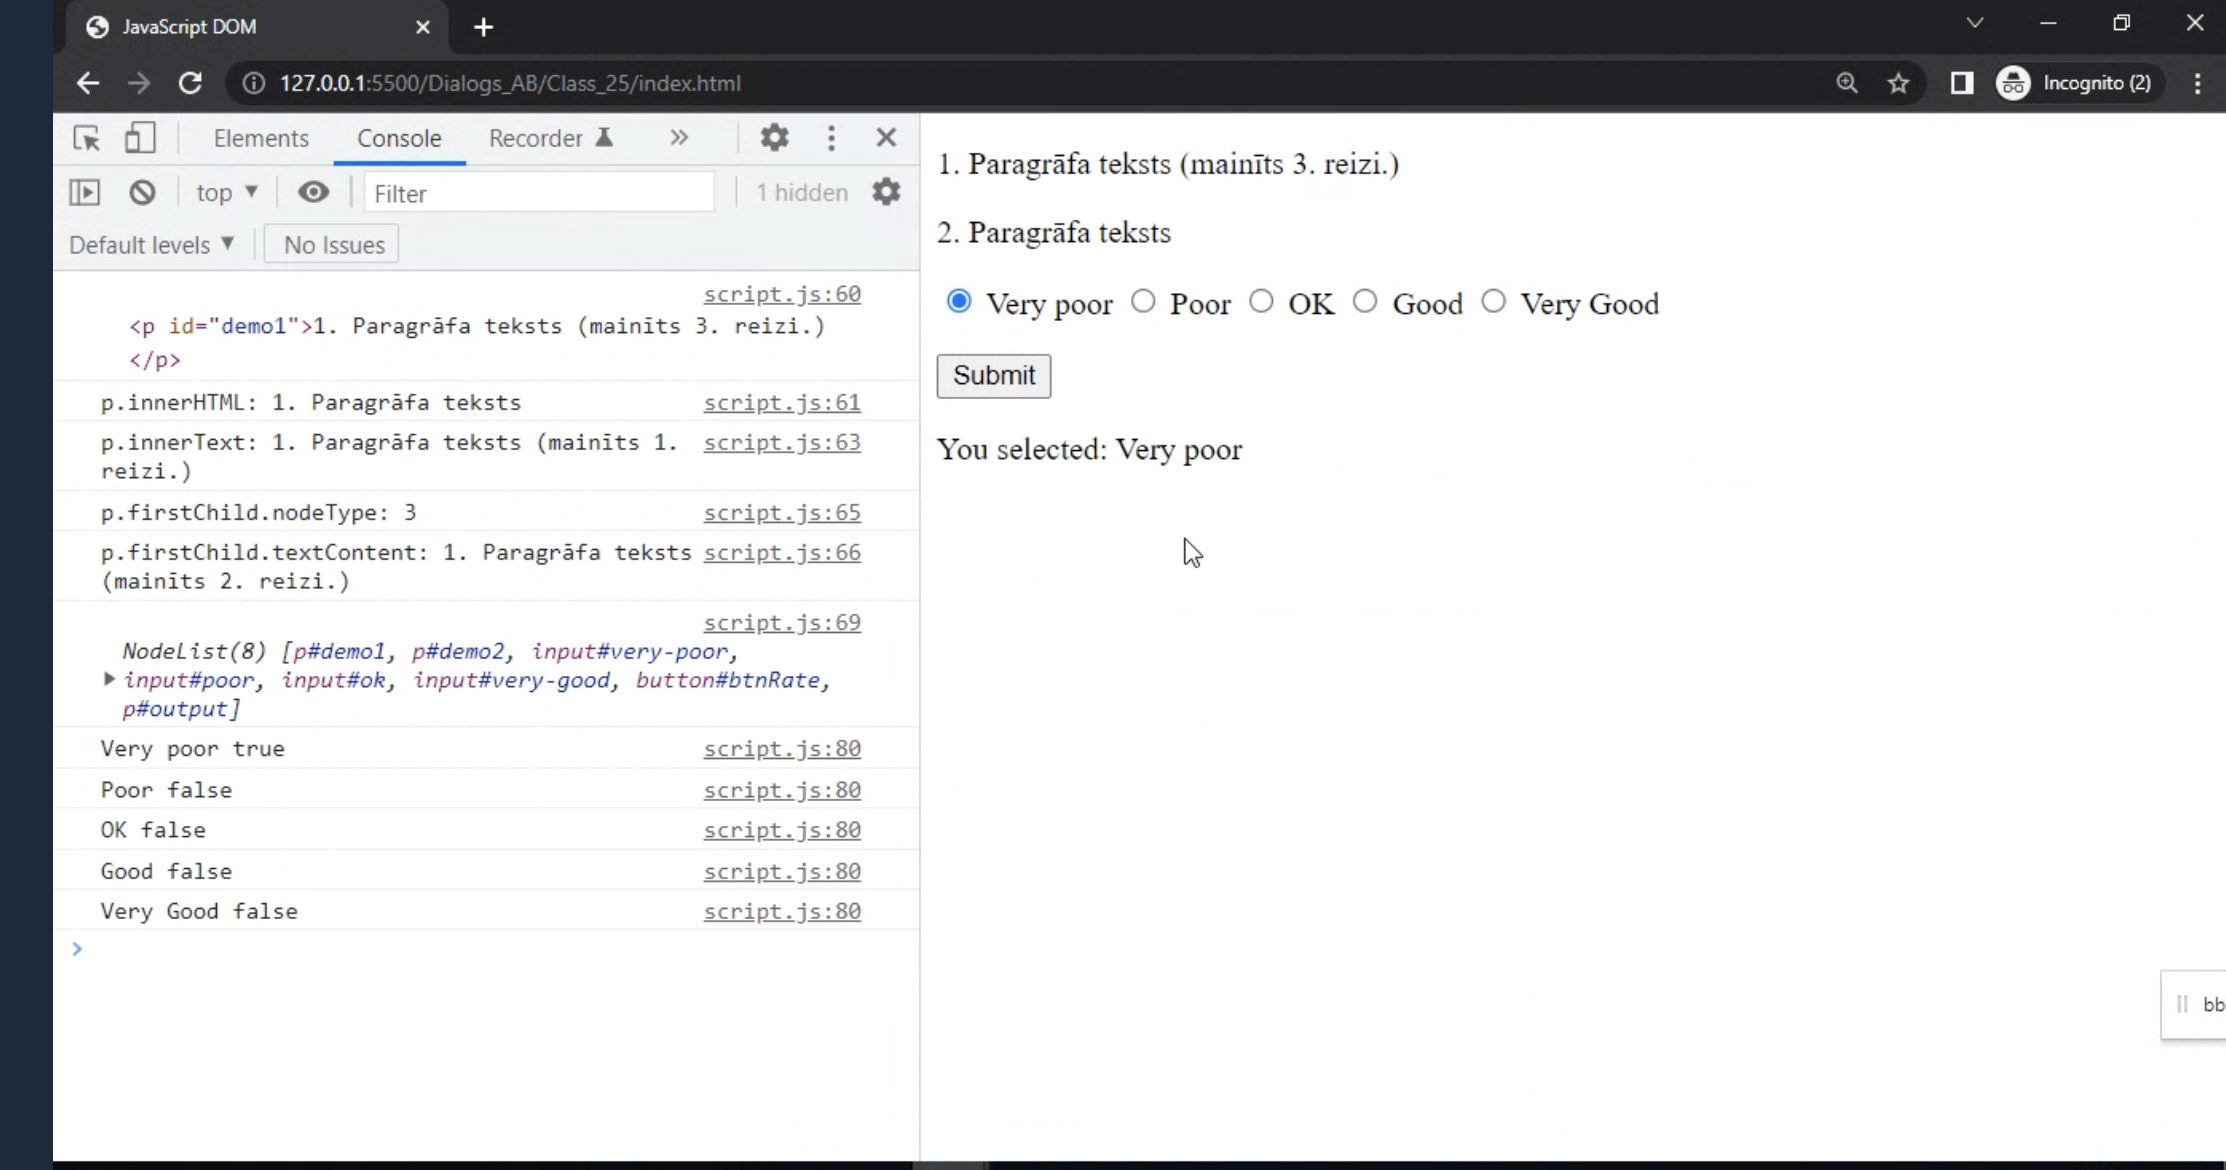 JavaScript DOM
127.0.0.1:5500/Dialogs_AB/Class_25/index.html
Incognito (2)
Elements Console Recorder
top Filter 1 hidden
Default levels No Issues
script.js:60
<p id="demo1">1. Paragrāfa teksts (mainīts 3. reizi.)
</p>
p.innerHTML: 1. Paragrāfa teksts script.js:61
p.innerText: 1. Paragrāfa teksts (mainīts 1. script.js:63
reizi.)
p.firstChild.nodeType: 3 script.js:65
p.firstChild.textContent: 1. Paragrāfa teksts script.js:66
(mainīts 2. reizi.)
script.js:69
NodeList(8) [p#demo1, p#demo2, input#very-poor,
input#poor, input#ok, input#very-good, button#btnRate,
p#output]
Very poor true script.js:80
Poor false script.js:80
OK false script.js:80
Good false script.js:80
Very Good false script.js:80
1. Paragrāfa teksts (mainīts 3. reizi.)
2. Paragrāfa teksts
Very poor Poor OK Good Very Good
Submit
You selected: Very poor
bb